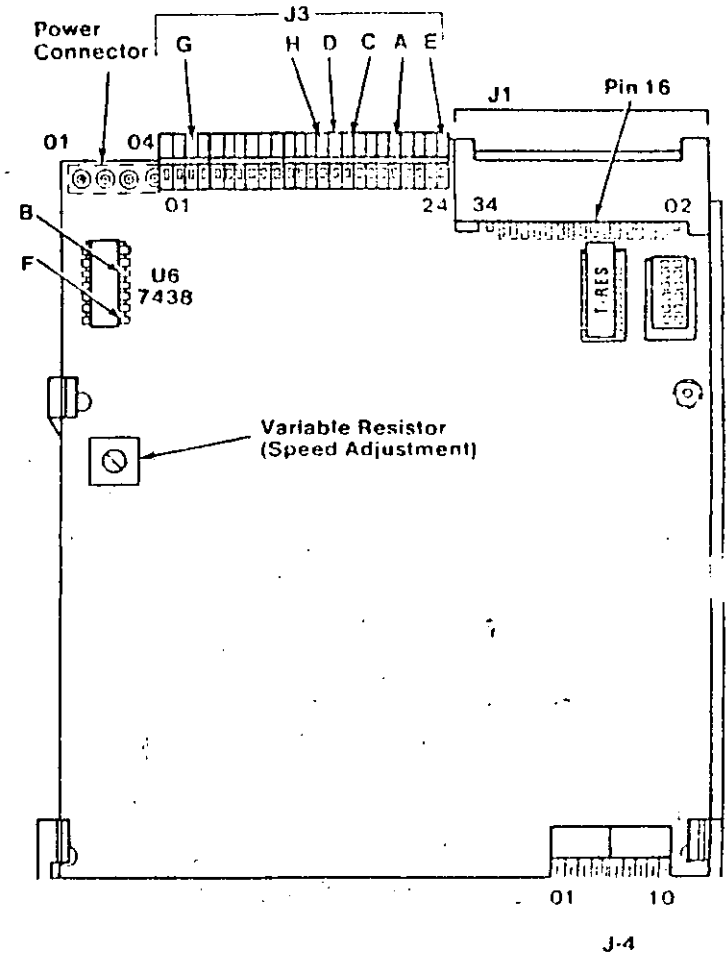 J3
Power
Connector
G H D C A E
J1
Pin 16
01 04
01 24
34 02
B
F
U6
7438
T-RES
Variable Resistor
(Speed Adjustment)
01 10
J-4